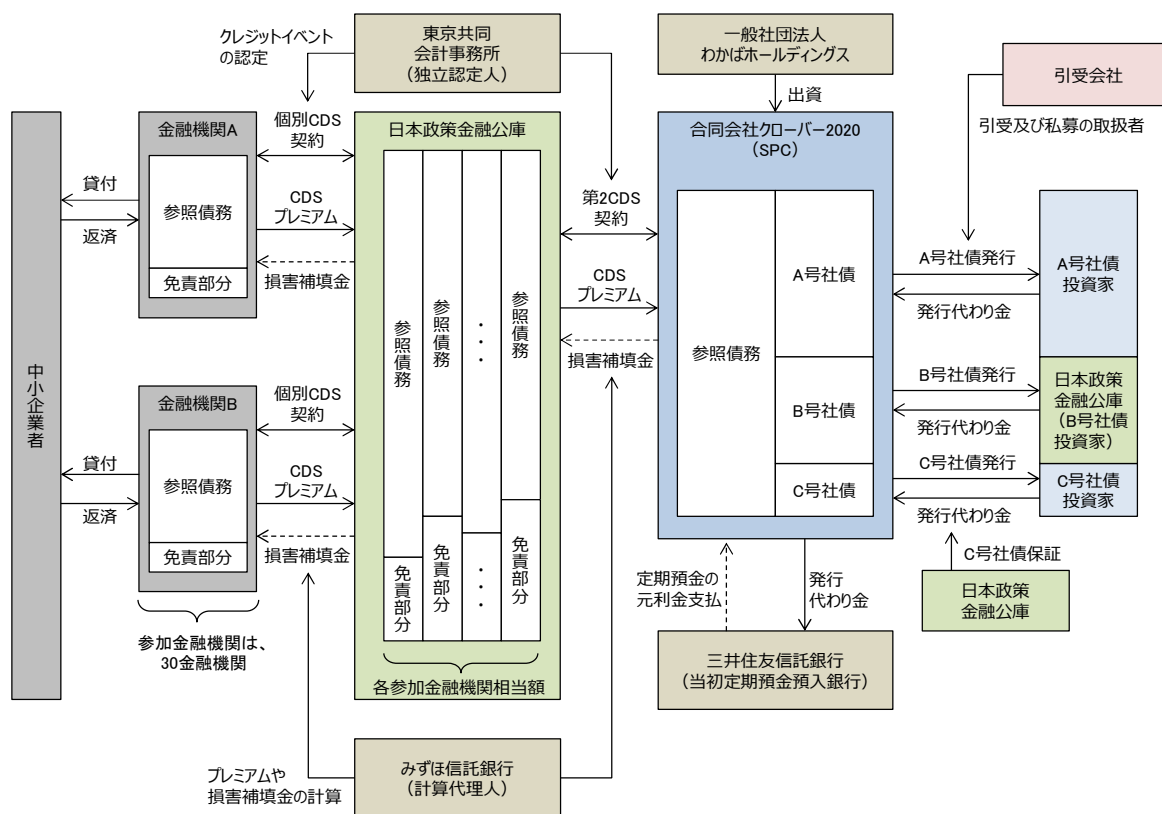 クレジットイベント
の認定
東京共同
会計事務所
(独立認定人)
一般社団法人
わかばホールディングス
出資
引受会社
引受及び私募の取扱者
中小企業者
貸付
返済
金融機関A
参照債務
免責部分
個別CDS
契約
CDS
プレミアム
損害補填金
貸付
返済
金融機関B
参照債務
免責部分
個別CDS
契約
CDS
プレミアム
損害補填金
参加金融機関は、
30金融機関
日本政策金融公庫
参照債務
免責部分
参照債務
免責部分
・・・
・・・
参照債務
免責部分
各参加金融機関相当額
第2CDS
契約
CDS
プレミアム
損害補填金
合同会社クローバー2020
(SPC)
参照債務
A号社債
B号社債
C号社債
A号社債発行
発行代わり金
B号社債発行
発行代わり金
C号社債発行
発行代わり金
A号社債
投資家
日本政策
金融公庫
(B号社債
投資家)
C号社債
投資家
C号社債保証
日本政策
金融公庫
定期預金の
元利金支払
発行
代わり金
三井住友信託銀行
(当初定期預金預入銀行)
プレミアムや
損害補填金の計算
みずほ信託銀行
(計算代理人)